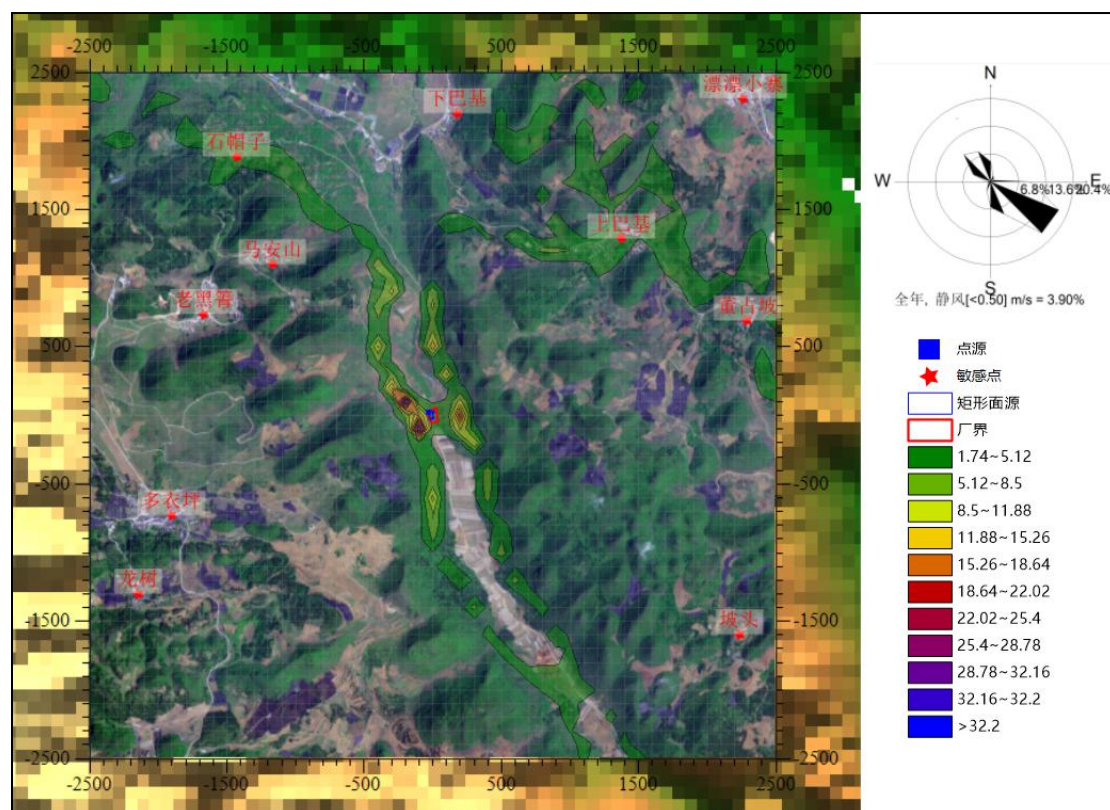 -2500 -1500 -500 500 1500 2500
2500 2500
漂漂小寨
下巴基
石帽子
1500 1500
上巴基
马安山
老黑箐
董占坡
500 500
-500 -500
多衣坪
龙树
-1500 -1500
坡头
-2500 -2500
-2500 -1500 -500 500 1500 2500
N
W E
6.8% 13.6% 20.4%
S
全年, 静风[<0.50] m/s = 3.90%
点源
敏感点
矩形面源
厂界
1.74~5.12
5.12~8.5
8.5~11.88
11.88~15.26
15.26~18.64
18.64~22.02
22.02~25.4
25.4~28.78
28.78~32.16
32.16~32.2
>32.2